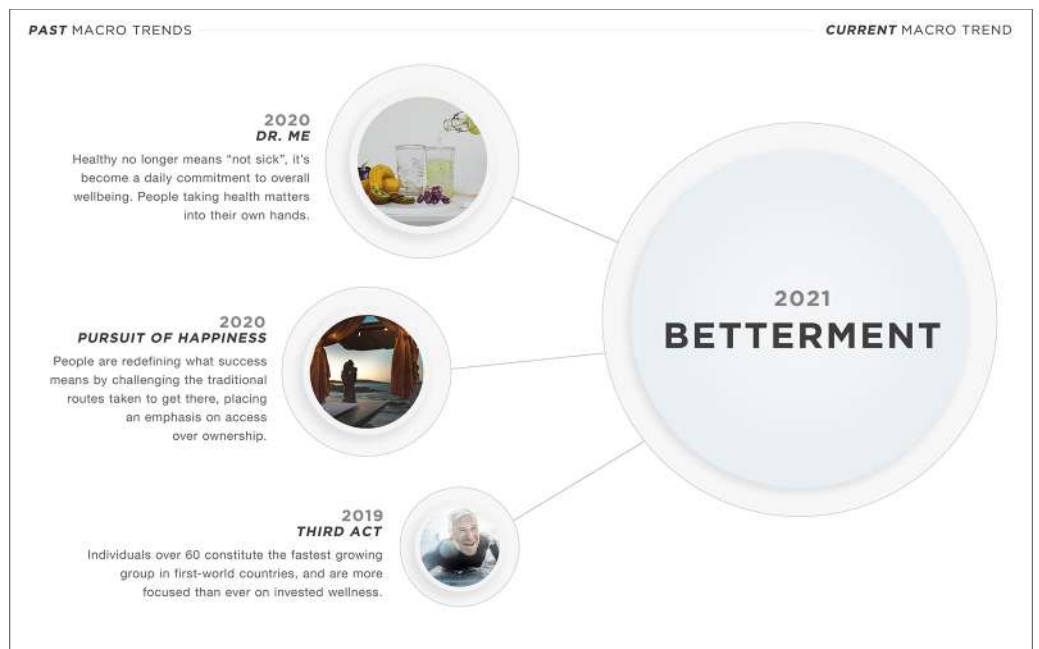 PAST MACRO TRENDS
CURRENT MACRO TREND
2020
DR. ME
Healthy no longer means “not sick”, it’s
become a daily commitment to overall
wellbeing. People taking health matters
into their own hands.
2020
PURSUIT OF HAPPINESS
People are redefining what success
means by challenging the traditional
routes taken to get there, placing
an emphasis on access
over ownership.
2019
THIRD ACT
Individuals over 60 constitute the fastest growing
group in first-world countries, and are more
focused than ever on invested wellness.
2021
BETTERMENT